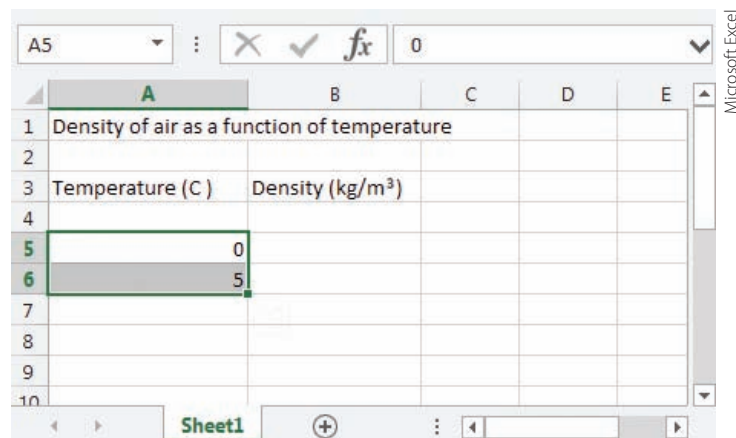 A5 fx 0
A B C D E
1 Density of air as a function of temperature
2
3 Temperature (C ) Density (kg/m³)
4
5 0
6 5
7
8
9
10
Sheet1
Microsoft Excel